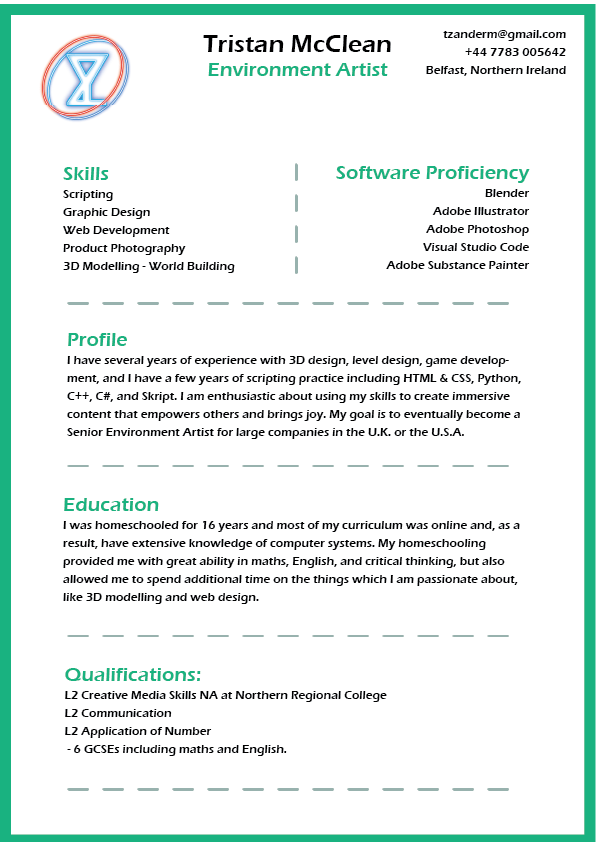 Tristan McClean
Environment Artist
tzanderm@gmail.com
+44 7783 005642
Belfast, Northern Ireland
Skills
Scripting
Graphic Design
Web Development
Product Photography
3D Modelling - World Building
Software Proficiency
Blender
Adobe Illustrator
Adobe Photoshop
Visual Studio Code
Adobe Substance Painter
Profile
I have several years of experience with 3D design, level design, game develop-
ment, and I have a few years of scripting practice including HTML & CSS, Python,
C++, C#, and Skript. I am enthusiastic about using my skills to create immersive
content that empowers others and brings joy. My goal is to eventually become a
Senior Environment Artist for large companies in the U.K. or the U.S.A.
Education
I was homeschooled for 16 years and most of my curriculum was online and, as a
result, have extensive knowledge of computer systems. My homeschooling
provided me with great ability in maths, English, and critical thinking, but also
allowed me to spend additional time on the things which I am passionate about,
like 3D modelling and web design.
Qualifications:
L2 Creative Media Skills NA at Northern Regional College
L2 Communication
L2 Application of Number
- 6 GCSEs including maths and English.